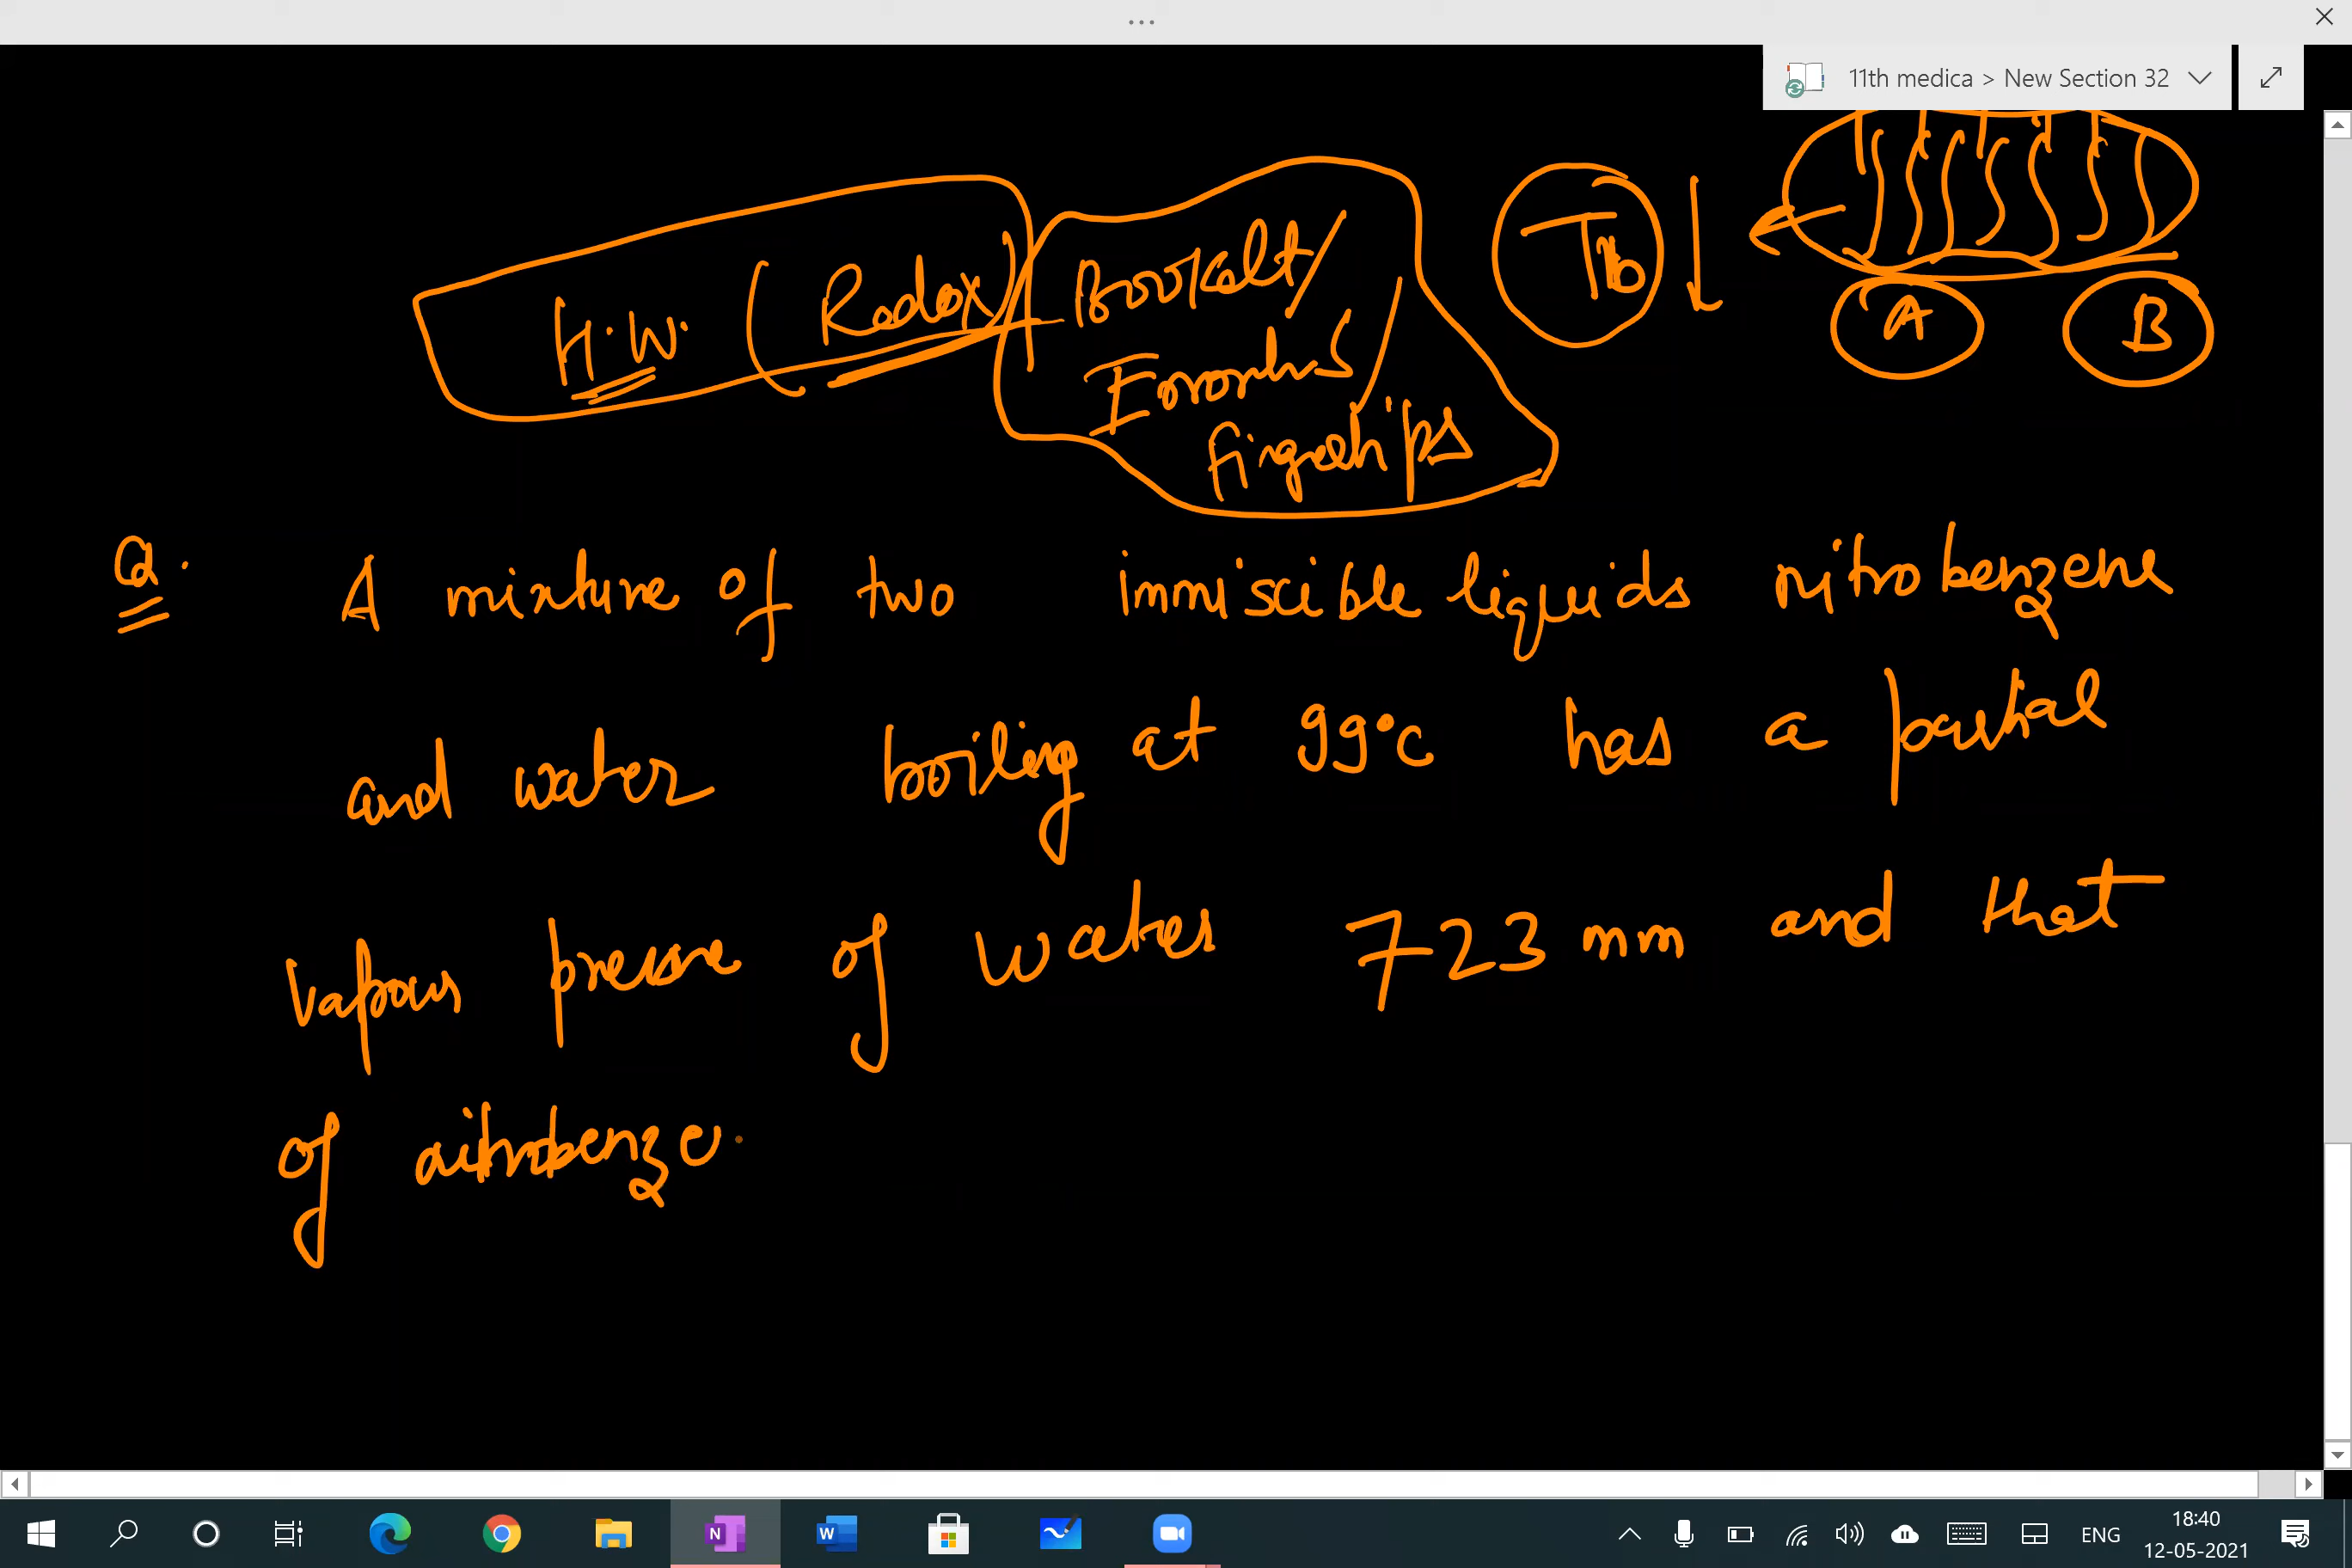 11th medica > New Section 32
H.W. (Redox)
Tb
A
B
Q. A mixture of two immiscible liquids nitrobenzene
and water boiling at 99°C has a partial
vapour pressure of water 723 mm and that
of nitrobenze
ENG
18:40
12-05-2021